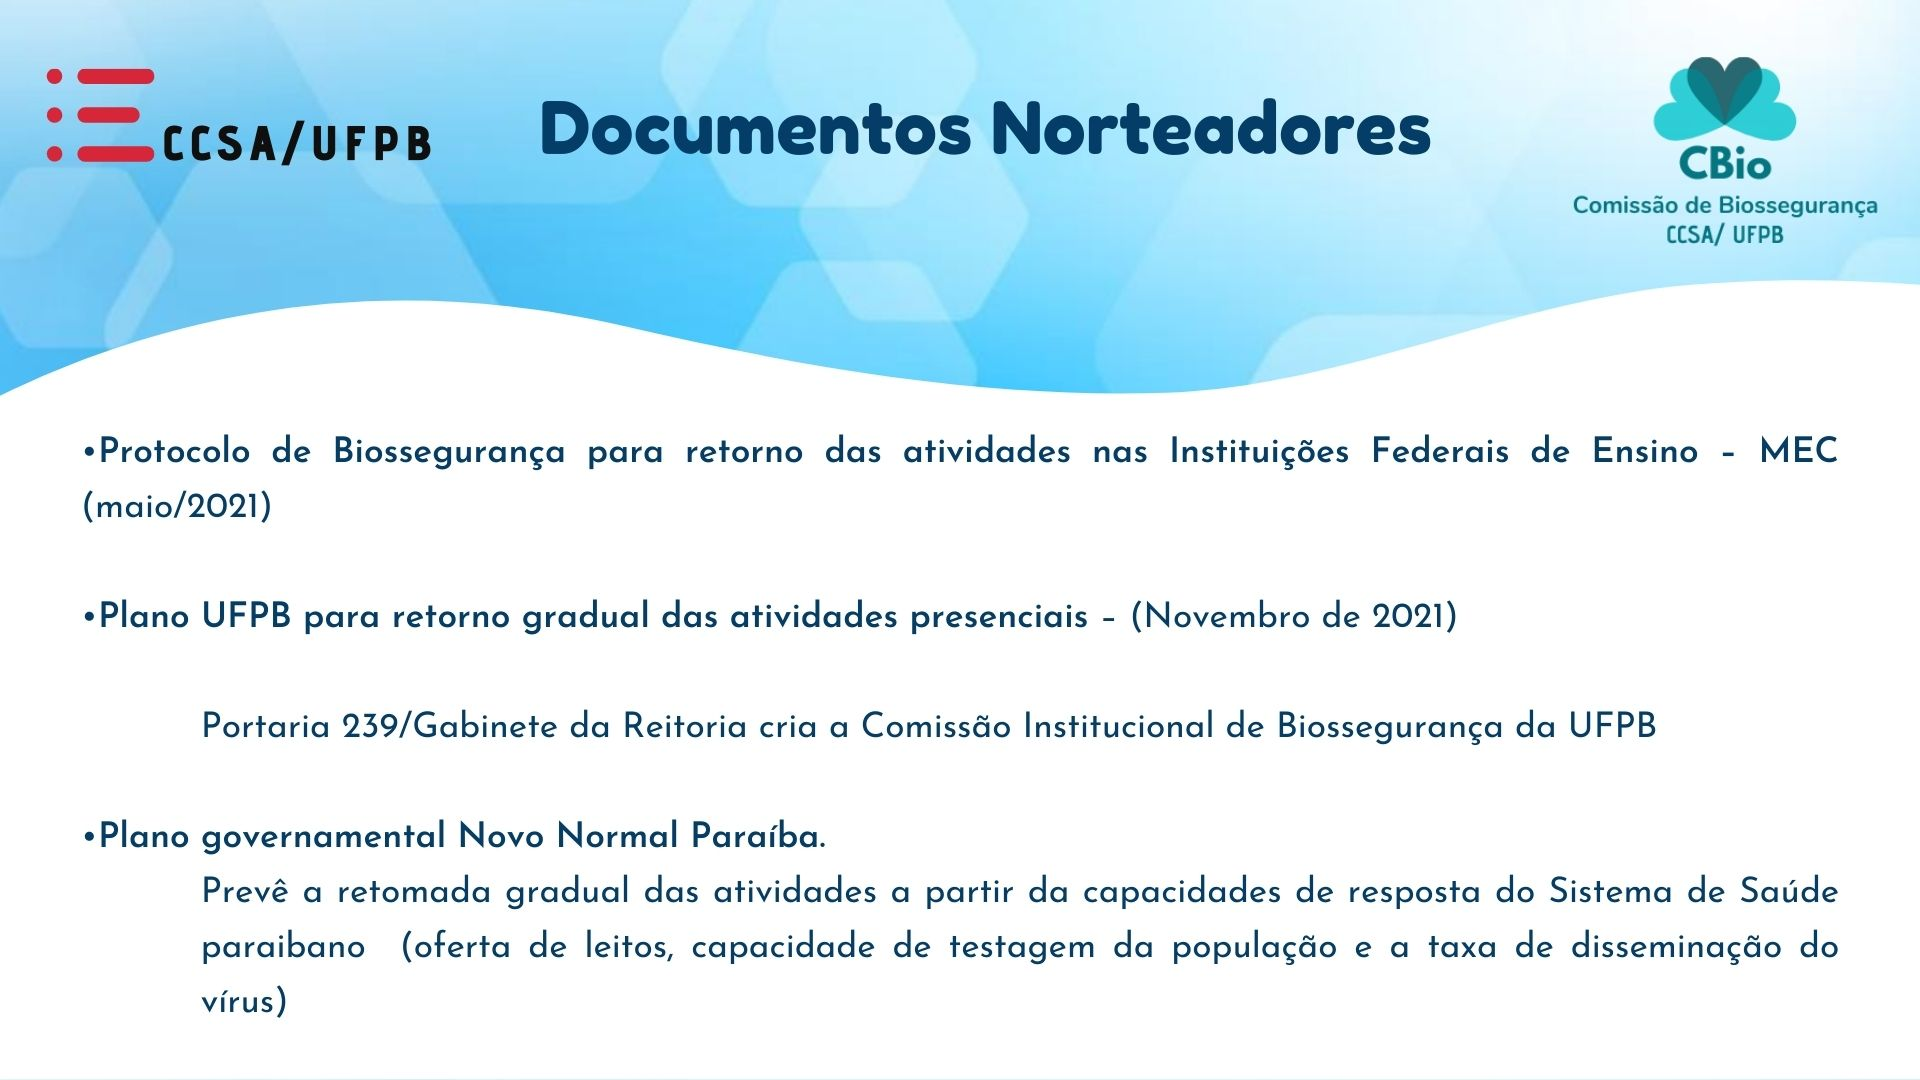 CCSA/UFPB
Documentos Norteadores
CBio
Comissão de Biossegurança
CCSA/ UFPB
•Protocolo de Biossegurança para retorno das atividades nas Instituições Federais de Ensino – MEC
(maio/2021)
•Plano UFPB para retorno gradual das atividades presenciais – (Novembro de 2021)
Portaria 239/Gabinete da Reitoria cria a Comissão Institucional de Biossegurança da UFPB
•Plano governamental Novo Normal Paraíba.
Prevê a retomada gradual das atividades a partir da capacidades de resposta do Sistema de Saúde
paraibano (oferta de leitos, capacidade de testagem da população e a taxa de disseminação do
vírus)